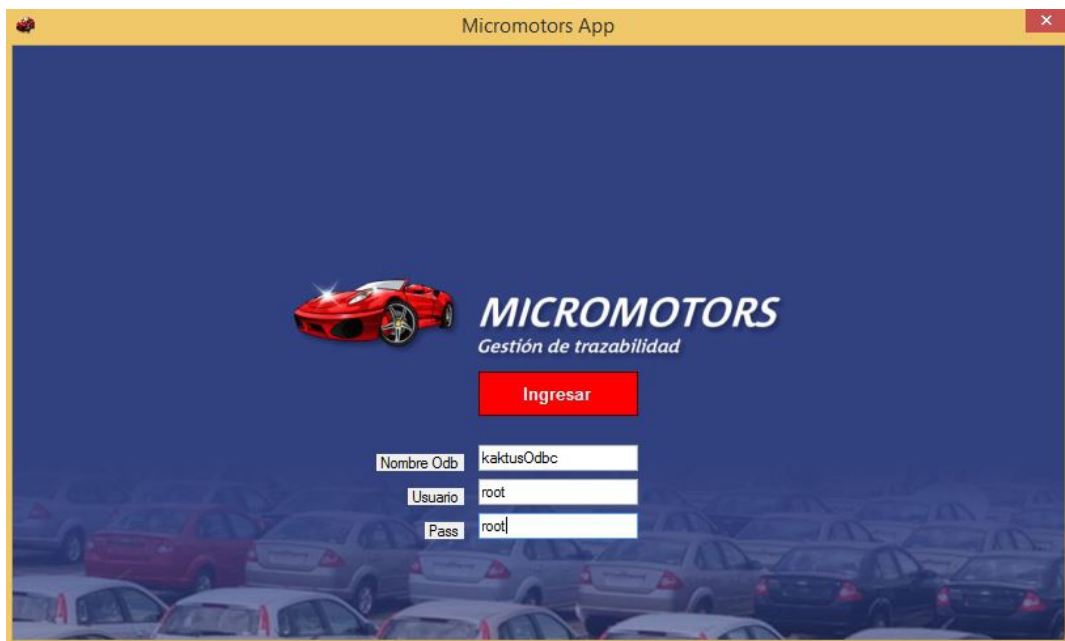 Micromotors App
MICROMOTORS
Gestión de trazabilidad
Ingresar
Nombre Odb kaktusOdbc
Usuario root
Pass root